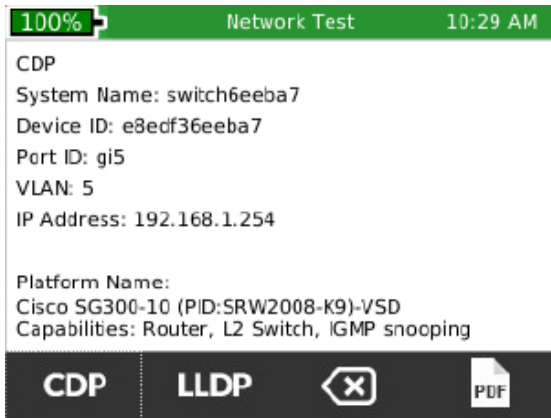 100% Network Test 10:29 AM
CDP
System Name: switch6eeba7
Device ID: e8edf36eeba7
Port ID: gi5
VLAN: 5
IP Address: 192.168.1.254
Platform Name:
Cisco SG300-10 (PID:SRW2008-K9)-VSD
Capabilities: Router, L2 Switch, IGMP snooping
CDP LLDP PDF